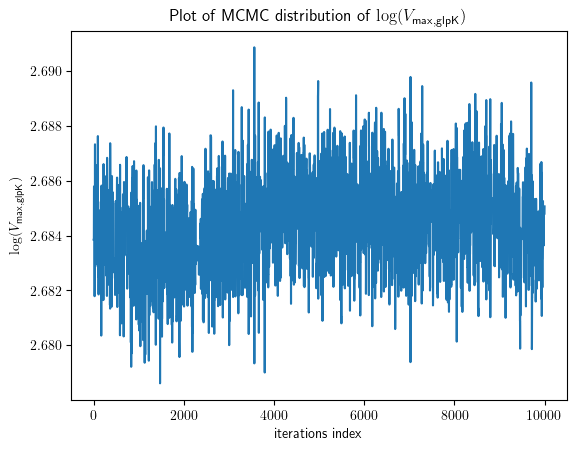 Plot of MCMC distribution of log(V_max,glpK)
log(V_max,glpK)
2.690
2.688
2.686
2.684
2.682
2.680
0 2000 4000 6000 8000 10000
iterations index